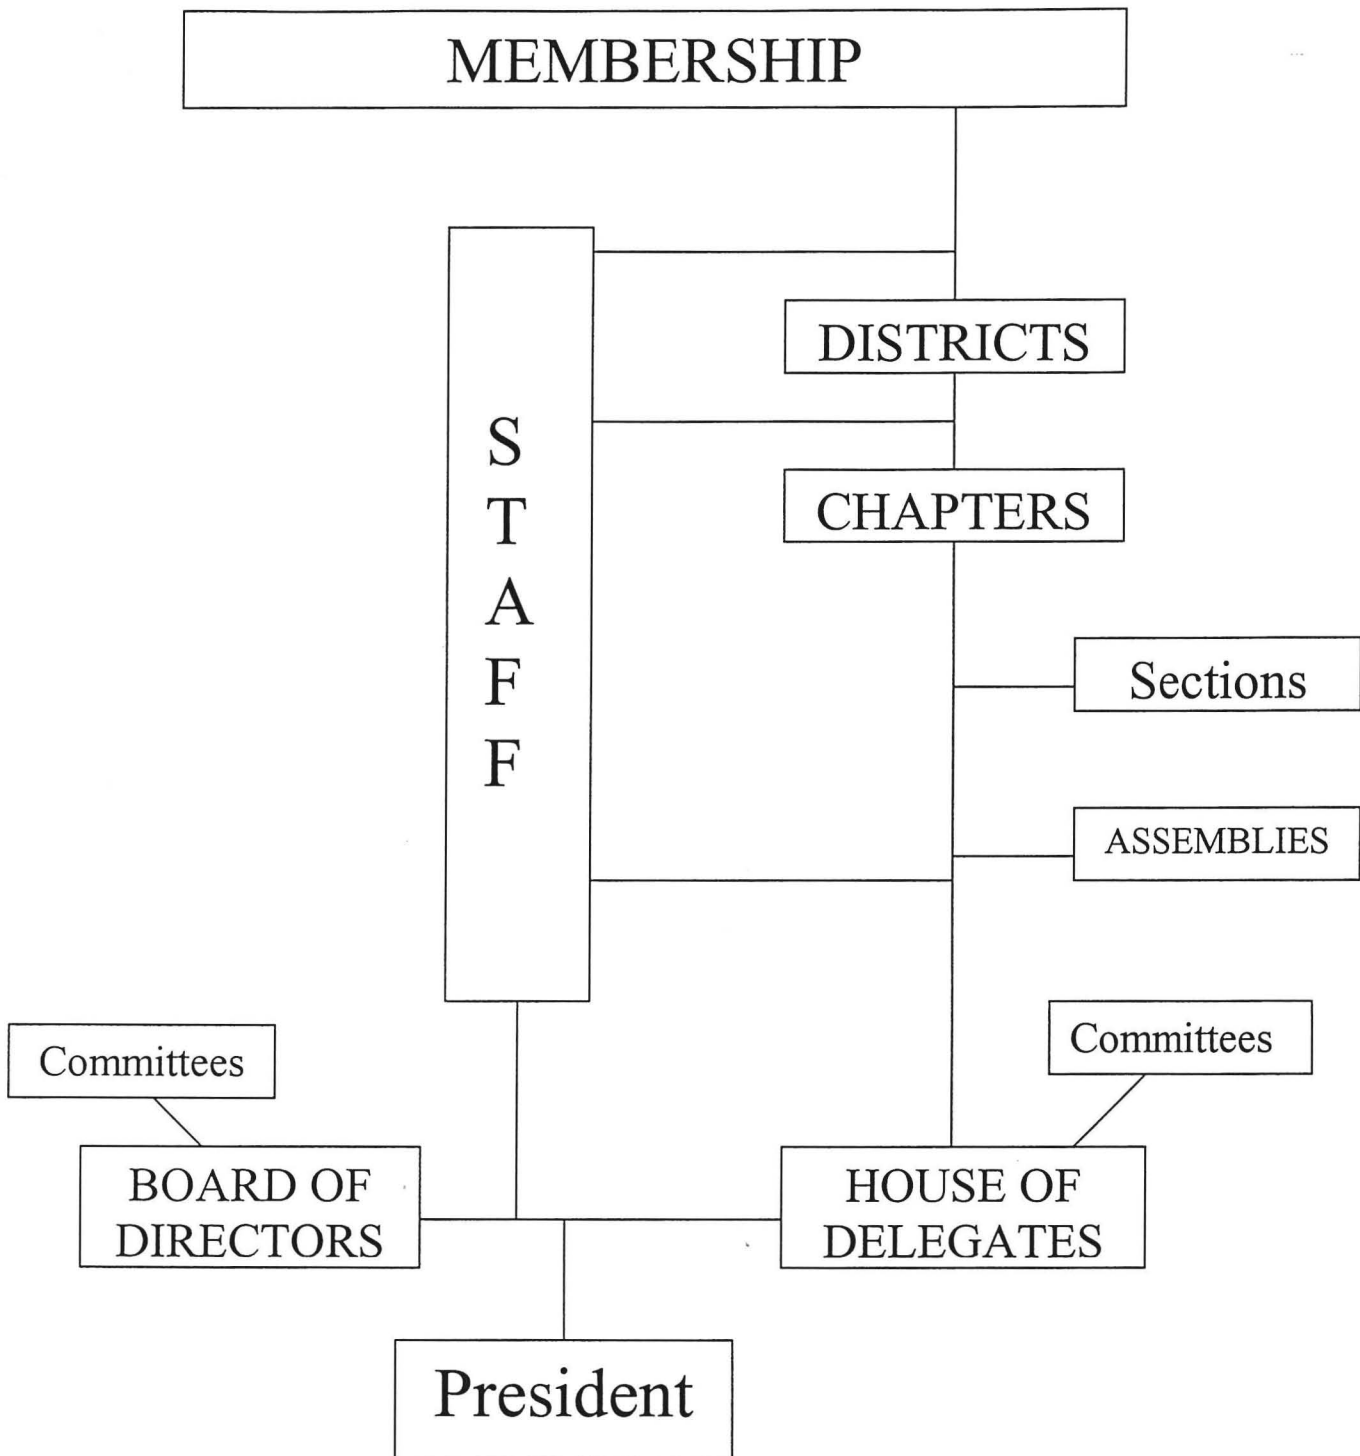 MEMBERSHIP
DISTRICTS
S
T
A
F
F
CHAPTERS
Sections
ASSEMBLIES
Committees
Committees
BOARD OF
DIRECTORS
HOUSE OF
DELEGATES
President